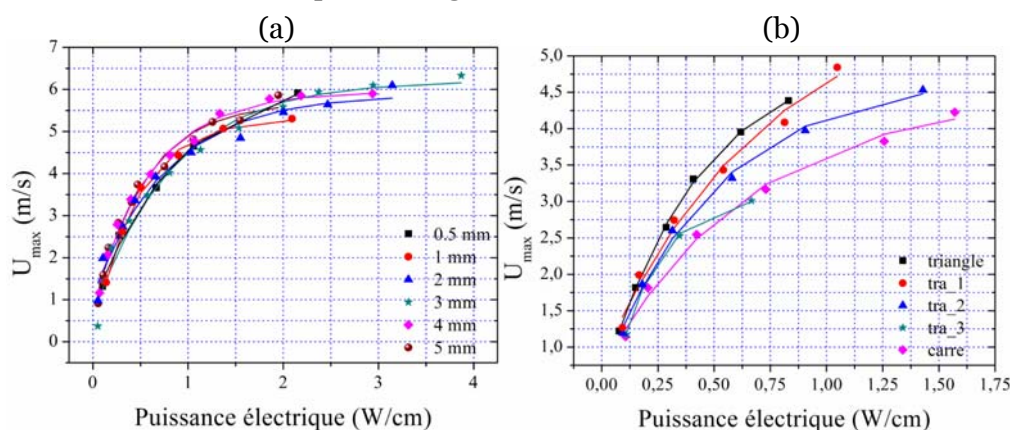 (a) (b)
7
6
5
4
3
2
1
0
U_max (m/s)
0.5 mm
1 mm
2 mm
3 mm
4 mm
5 mm
0 1 2 3 4
Puissance électrique (W/cm)
5,0
4,5
4,0
3,5
3,0
2,5
2,0
1,5
1,0
U_max (m/s)
triangle
tra_1
tra_2
tra_3
carre
0,00 0,25 0,50 0,75 1,00 1,25 1,50 1,75
Puissance électrique (W/cm)